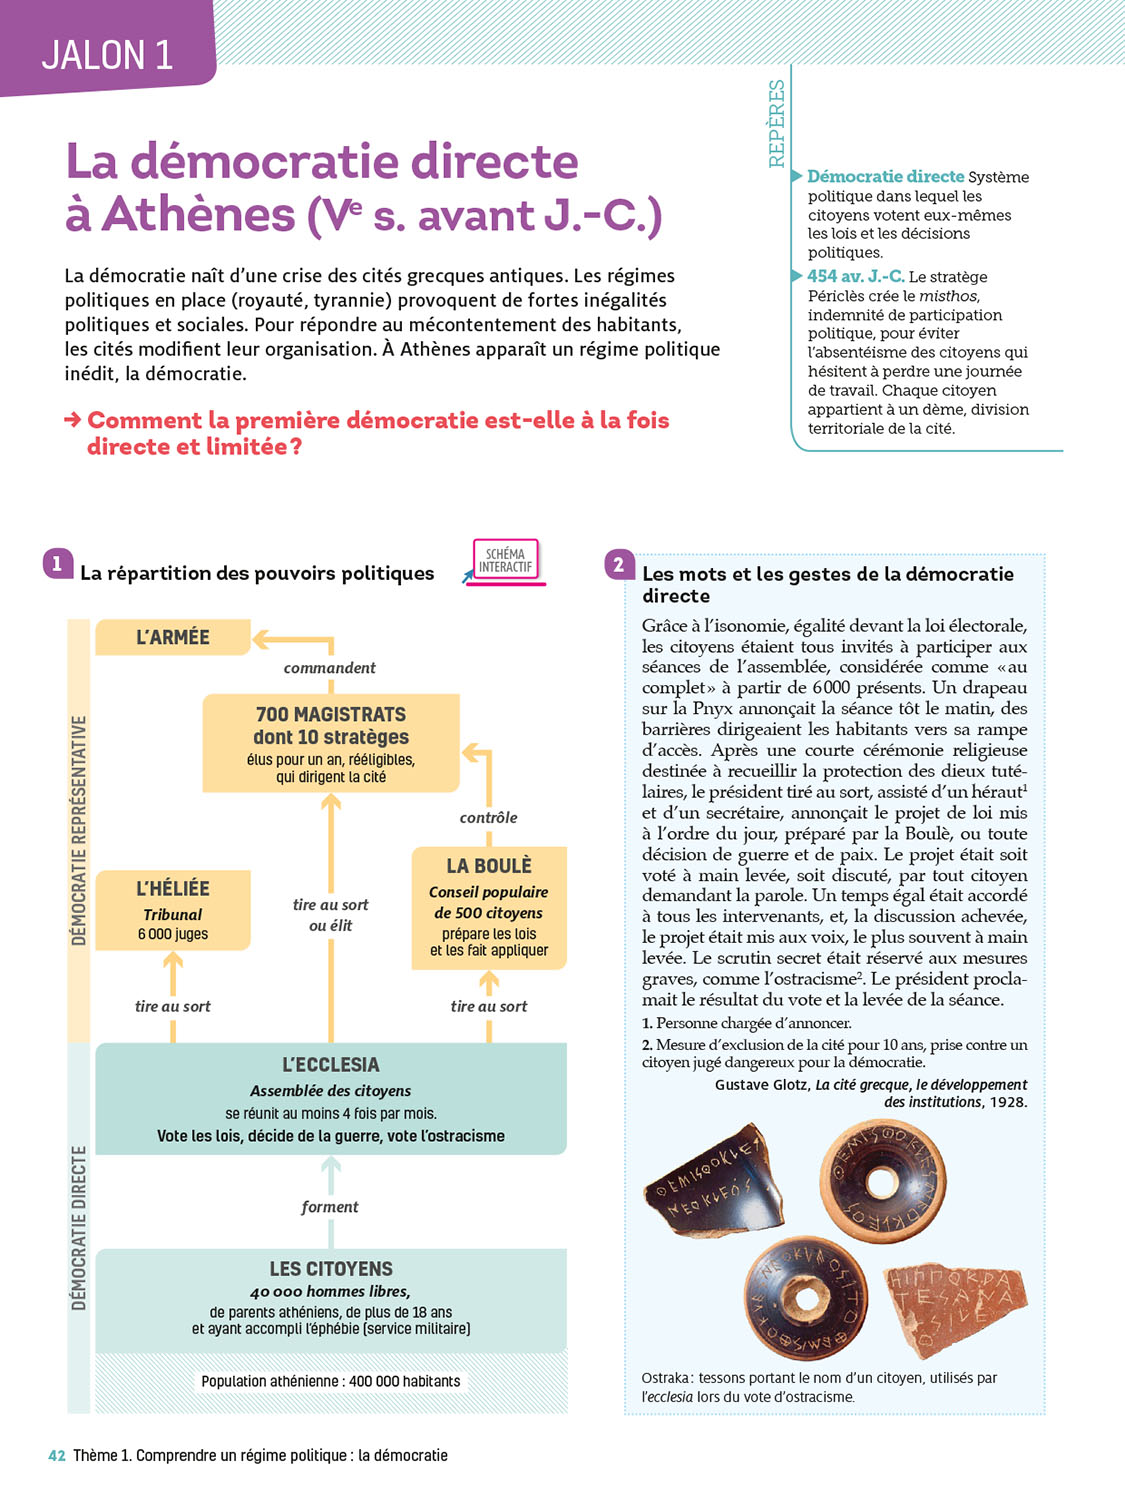 JALON 1
La démocratie directe
à Athènes (Ve s. avant J.-C.)
La démocratie naît d’une crise des cités grecques antiques. Les régimes
politiques en place (royauté, tyrannie) provoquent de fortes inégalités
politiques et sociales. Pour répondre au mécontentement des habitants,
les cités modifient leur organisation. À Athènes apparaît un régime politique
inédit, la démocratie.
→ Comment la première démocratie est-elle à la fois
directe et limitée ?
REPÈRES
Démocratie directe Système
politique dans lequel les
citoyens votent eux-mêmes
les lois et les décisions
politiques.
454 av. J.-C. Le stratège
Périclès crée le misthos,
indemnité de participation
politique, pour éviter
l’absentéisme des citoyens qui
hésitent à perdre une journée
de travail. Chaque citoyen
appartient à un dème, division
territoriale de la cité.
1 La répartition des pouvoirs politiques
SCHÉMA
INTERACTIF
DÉMOCRATIE REPRÉSENTATIVE
L’ARMÉE
commandent
700 MAGISTRATS
dont 10 stratèges
élus pour un an, rééligibles,
qui dirigent la cité
contrôle
LA BOULÈ
Conseil populaire
de 500 citoyens
prépare les lois
et les fait appliquer
L’HÉLIÉE
Tribunal
6 000 juges
tire au sort
ou élit
tire au sort
tire au sort
DÉMOCRATIE DIRECTE
L’ECCLESIA
Assemblée des citoyens
se réunit au moins 4 fois par mois.
Vote les lois, décide de la guerre, vote l’ostracisme
forment
LES CITOYENS
40 000 hommes libres,
de parents athéniens, de plus de 18 ans
et ayant accompli l’éphébie (service militaire)
Population athénienne : 400 000 habitants
2 Les mots et les gestes de la démocratie
directe
Grâce à l’isonomie, égalité devant la loi électorale,
les citoyens étaient tous invités à participer aux
séances de l’assemblée, considérée comme « au
complet » à partir de 6 000 présents. Un drapeau
sur la Pnyx annonçait la séance tôt le matin, des
barrières dirigeaient les habitants vers sa rampe
d’accès. Après une courte cérémonie religieuse
destinée à recueillir la protection des dieux tuté-
laires, le président tiré au sort, assisté d’un héraut1
et d’un secrétaire, annonçait le projet de loi mis
à l’ordre du jour, préparé par la Boulè, ou toute
décision de guerre et de paix. Le projet était soit
voté à main levée, soit discuté, par tout citoyen
demandant la parole. Un temps égal était accordé
à tous les intervenants, et, la discussion achevée,
le projet était mis aux voix, le plus souvent à main
levée. Le scrutin secret était réservé aux mesures
graves, comme l’ostracisme2. Le président procla-
mait le résultat du vote et la levée de la séance.
1. Personne chargée d’annoncer.
2. Mesure d’exclusion de la cité pour 10 ans, prise contre un
citoyen jugé dangereux pour la démocratie.
Gustave Glotz, La cité grecque, le développement
des institutions, 1928.
Ostraka : tessons portant le nom d’un citoyen, utilisés par
l’ecclesia lors du vote d’ostracisme.
42 Thème 1. Comprendre un régime politique : la démocratie